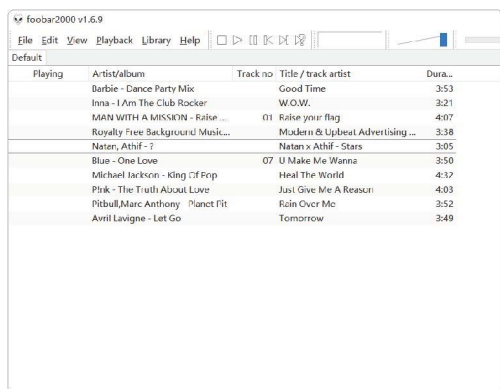 foobar2000 v1.6.9
File Edit View Playback Library Help
Default
Playing Artist/album Track no Title / track artist Dura...
Barbie - Dance Party Mix Good Time 3:53
Inna - I Am The Club Rocker W.O.W. 3:21
MAN WITH A MISSION - Raise ... 01 Raise your flag 4:07
Royalty Free Background Music... Modern & Upbeat Advertising ... 3:38
Natan, Athif - ? Natan x Athif - Stars 3:05
Blue - One Love 07 U Make Me Wanna 3:50
Michael Jackson - King Of Pop Heal The World 4:32
P!nk - The Truth About Love Just Give Me A Reason 4:03
Pitbull,Marc Anthony - Planet Pit Rain Over Me 3:52
Avril Lavigne - Let Go Tomorrow 3:49